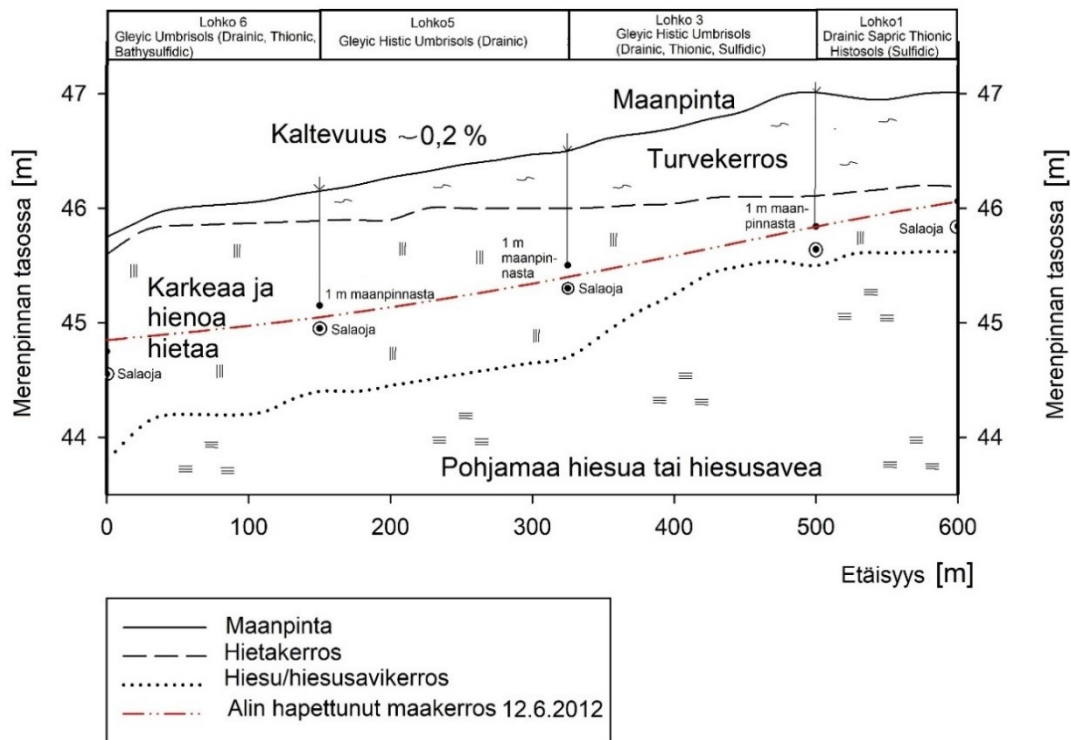 Lohko 6
Gleyic Umbrisols (Drainic, Thionic,
Bathysulfidic)
Lohko5
Gleyic Histic Umbrisols (Drainic)
Lohko 3
Gleyic Histic Umbrisols
(Drainic, Thionic, Sulfidic)
Lohko1
Drainic Sapric Thionic
Histosols (Sulfidic)
Merenpinnan tasossa [m]
47
46
45
44
47
46
45
44
Merenpinnan tasossa [m]
Maanpinta
Kaltevuus ~0,2 %
Turvekerros
1 m maan-
pinnasta
Salaoja
1 m
maanpin-
nasta
Salaoja
Karkeaa ja
hienoa
hietaa
1 m maanpinnasta
Salaoja
Salaoja
Pohjamaa hiesua tai hiesusavea
0
100
200
300
400
500
600
Etäisyys [m]
Maanpinta
Hietakerros
Hiesu/hiesusavikerros
Alin hapettunut maakerros 12.6.2012